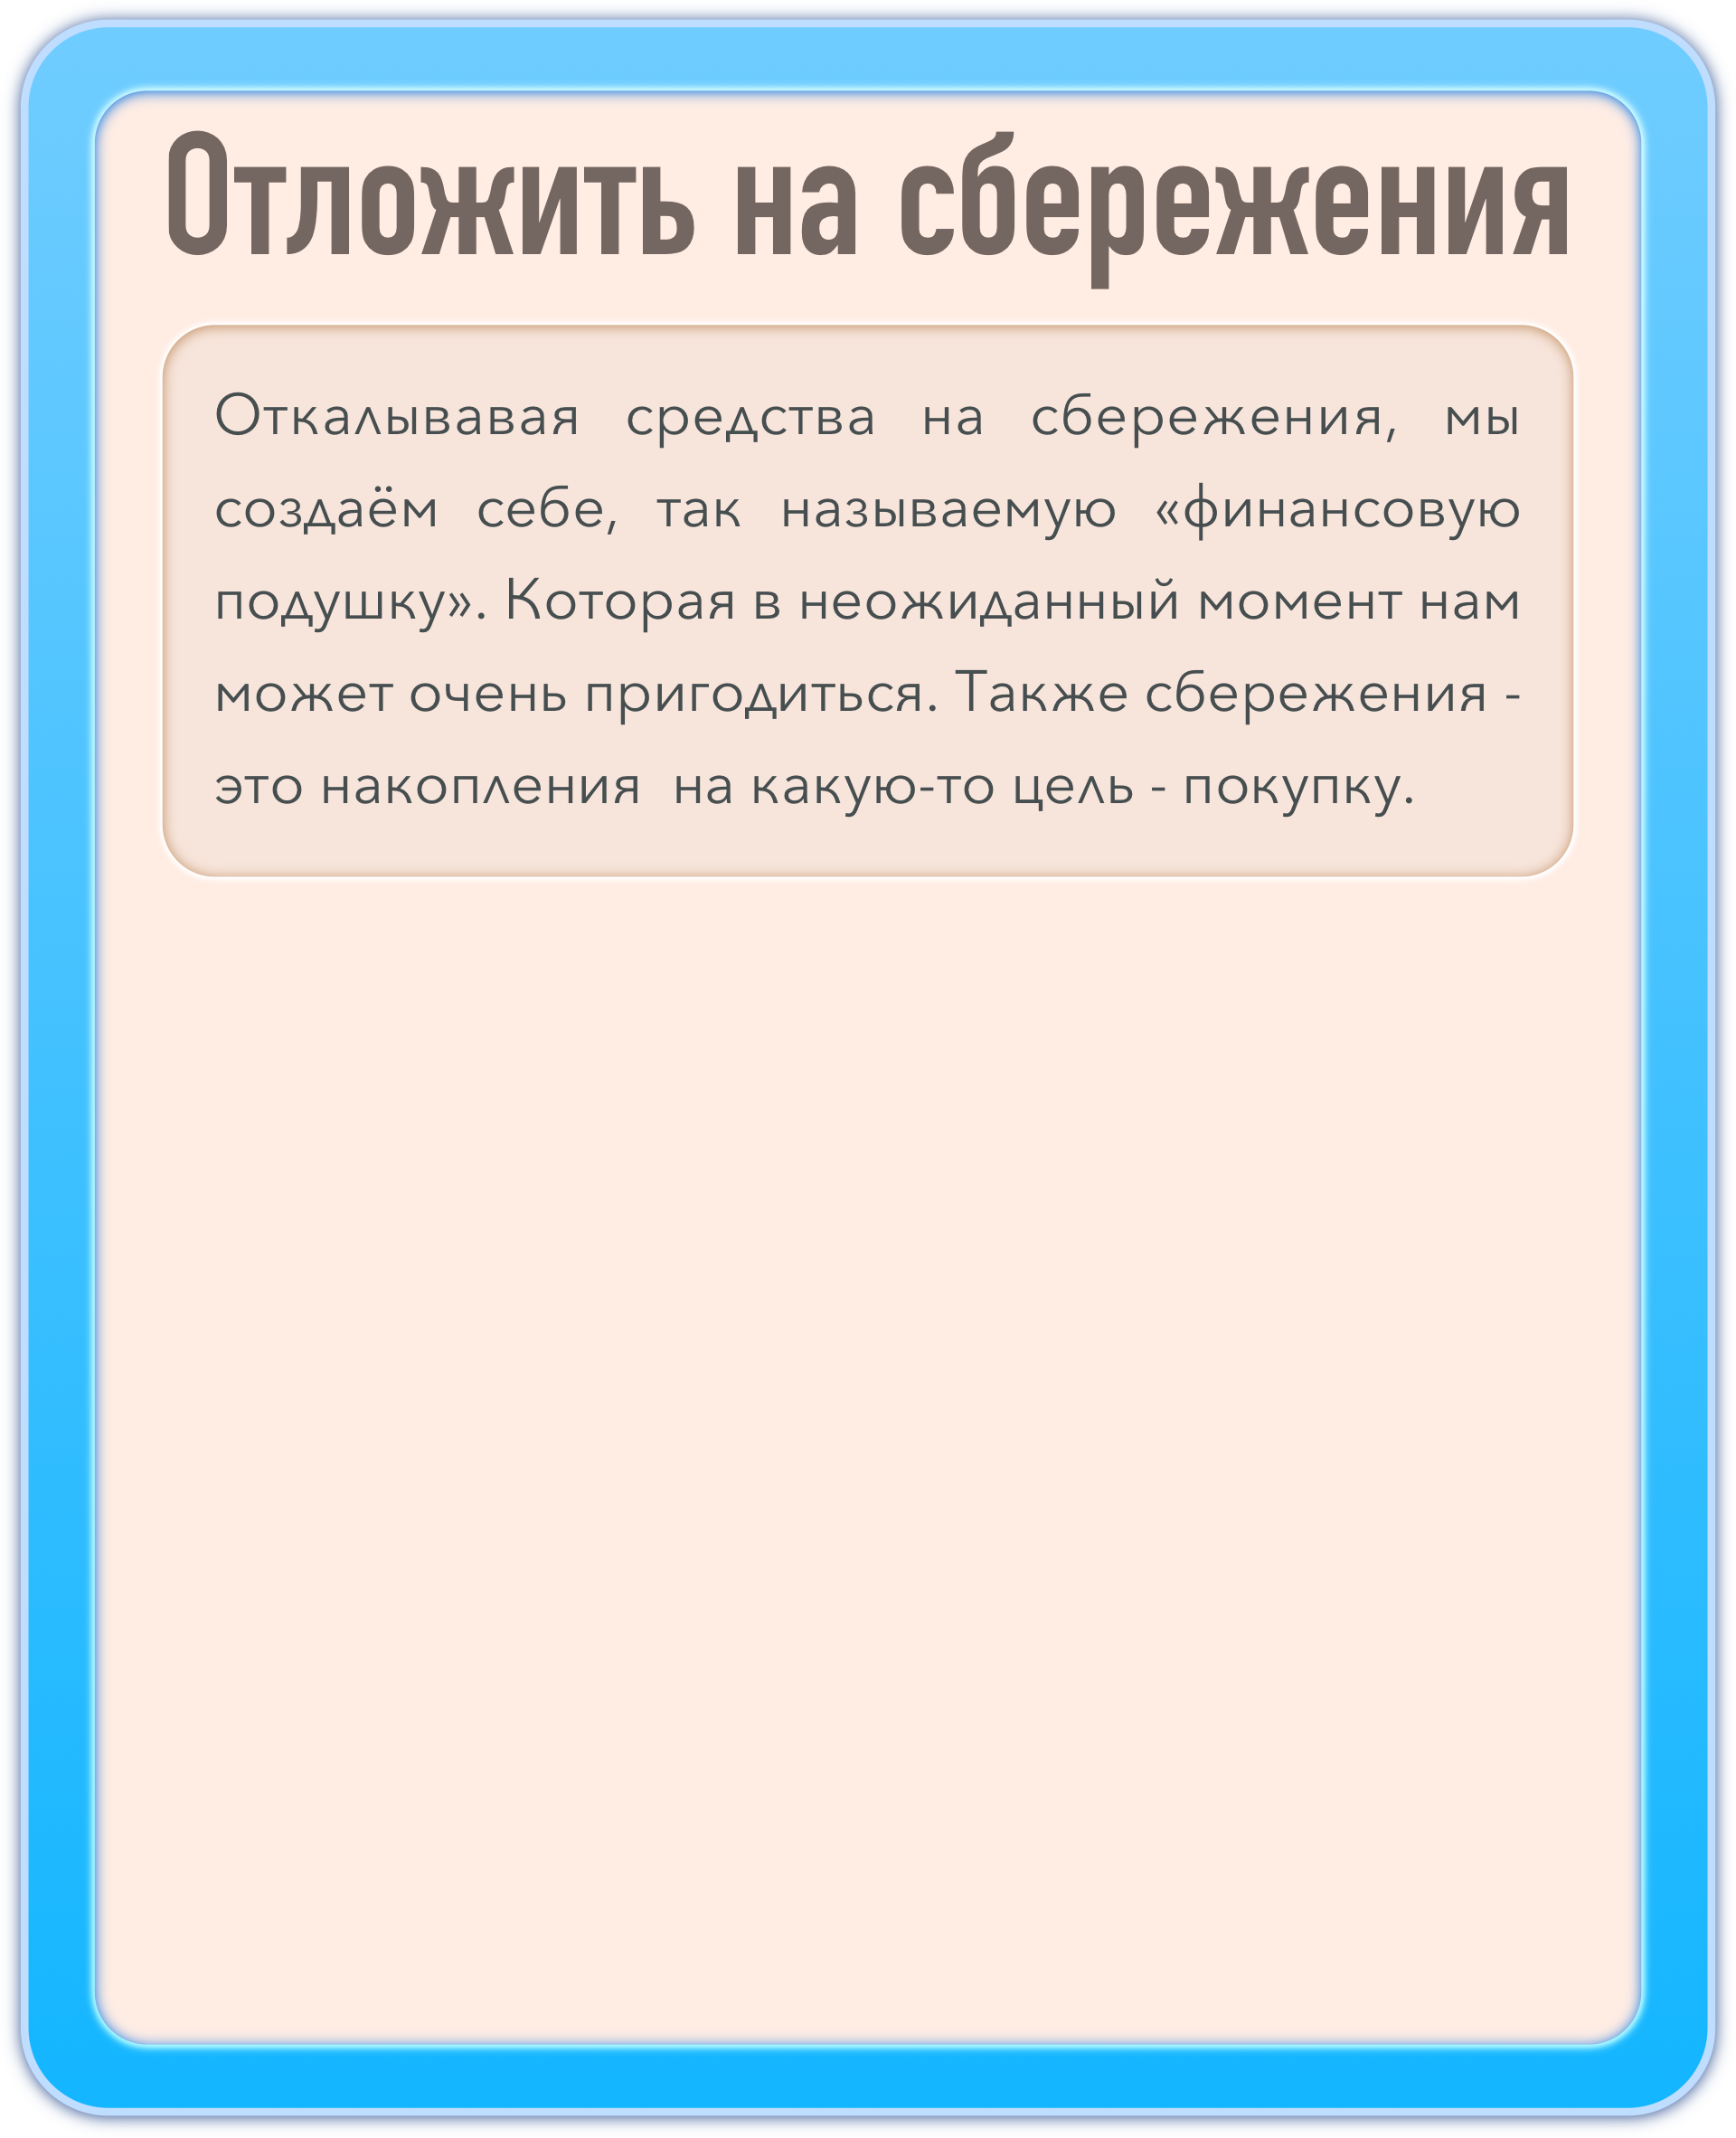 Отложить на сбережения
Откалывавая средства на сбережения, мы
создаём себе, так называемую «финансовую
подушку». Которая в неожиданный момент нам
может очень пригодиться. Также сбережения -
это накопления  на какую-то цель - покупку.